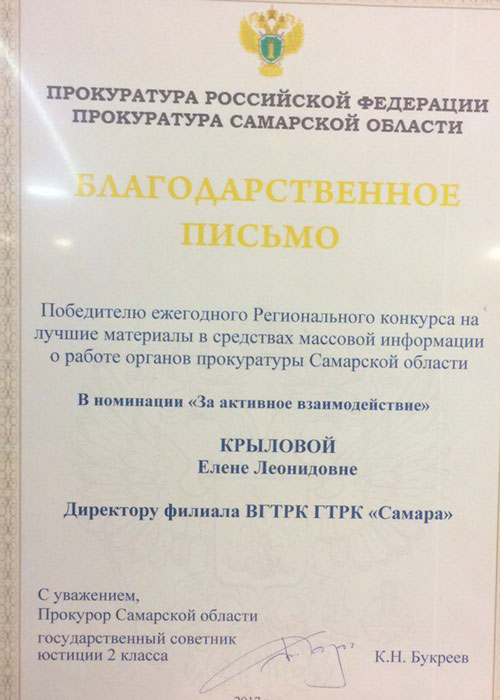 ПРОКУРАТУРА РОССИЙСКОЙ ФЕДЕРАЦИИ
ПРОКУРАТУРА САМАРСКОЙ ОБЛАСТИ
БЛАГОДАРСТВЕННОЕ
ПИСЬМО
Победителю ежегодного Регионального конкурса на
лучшие материалы в средствах массовой информации
о работе органов прокуратуры Самарской области
В номинации «За активное взаимодействие»
КРЫЛОВОЙ
Елене Леонидовне
Директору филиала ВГТРК ГТРК «Самара»
С уважением,
Прокурор Самарской области
государственный советник
юстиции 2 класса
К.Н. Букреев